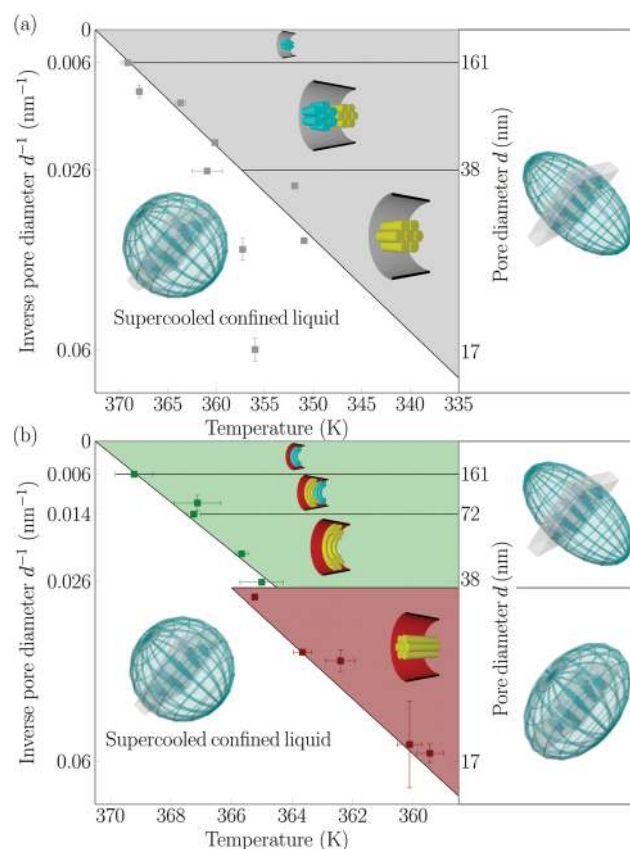 (a)
0
0.006
161
0.026
38
0.06
17
Inverse pore diameter d⁻¹ (nm⁻¹)
Pore diameter d (nm)
Supercooled confined liquid
370 365 360 355 350 345 340 335
Temperature (K)
(b)
0
0.006
161
0.014
72
0.026
38
0.06
17
Inverse pore diameter d⁻¹ (nm⁻¹)
Pore diameter d (nm)
Supercooled confined liquid
370 368 366 364 362 360
Temperature (K)